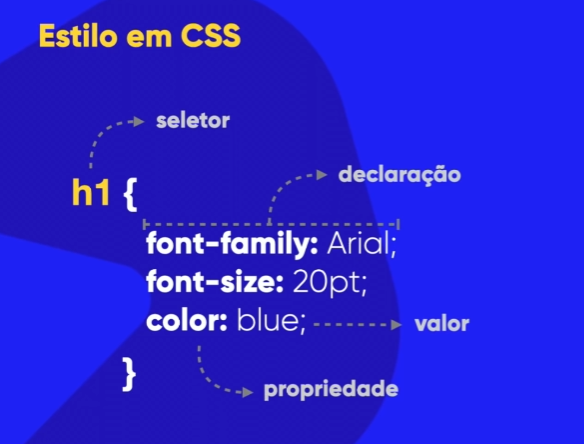 Estilo em CSS
seletor
h1 {
declaração
font-family: Arial;
font-size: 20pt;
color: blue;
valor
}
propriedade